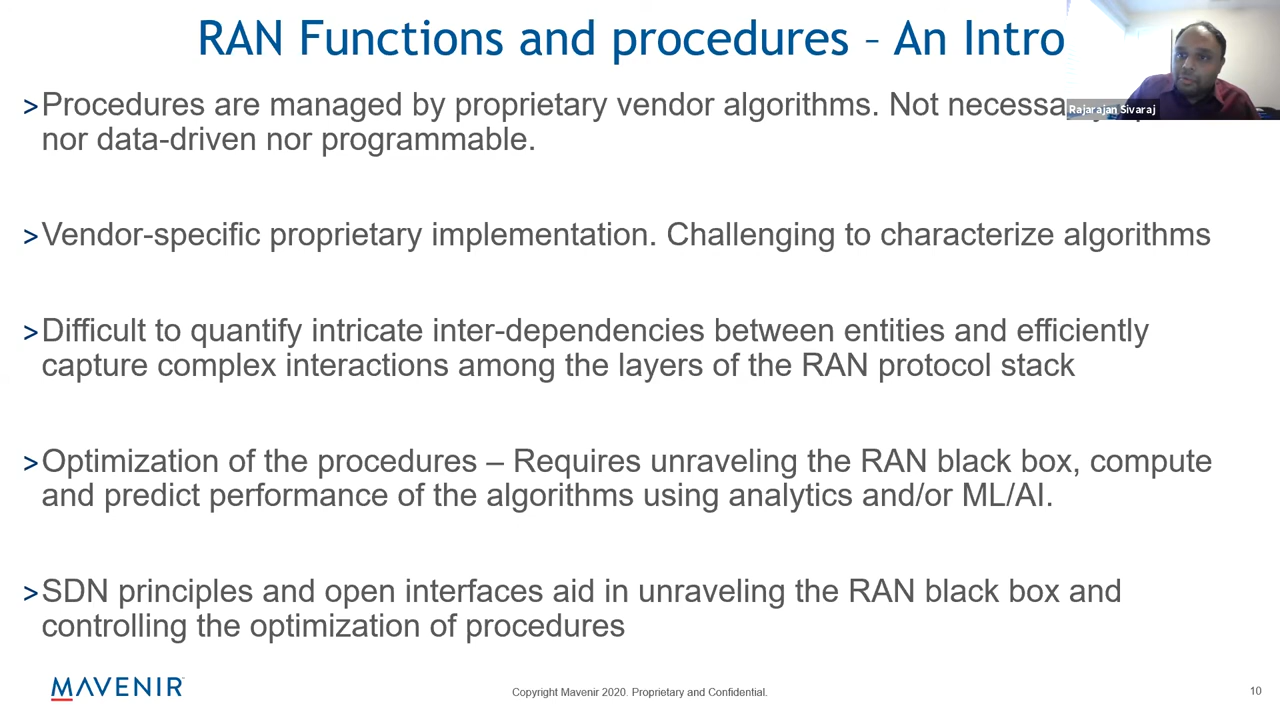 RAN Functions and procedures – An Intro
Rajarajan Sivaraj
>Procedures are managed by proprietary vendor algorithms. Not
nor data-driven nor programmable.
>Vendor-specific proprietary implementation. Challenging to characterize algorithms
>Difficult to quantify intricate inter-dependencies between entities and efficiently
capture complex interactions among the layers of the RAN protocol stack
>Optimization of the procedures – Requires unraveling the RAN black box, compute
and predict performance of the algorithms using analytics and/or ML/AI.
>SDN principles and open interfaces aid in unraveling the RAN black box and
controlling the optimization of procedures
MAVENIR
Copyright Mavenir 2020. Proprietary and Confidential.
10